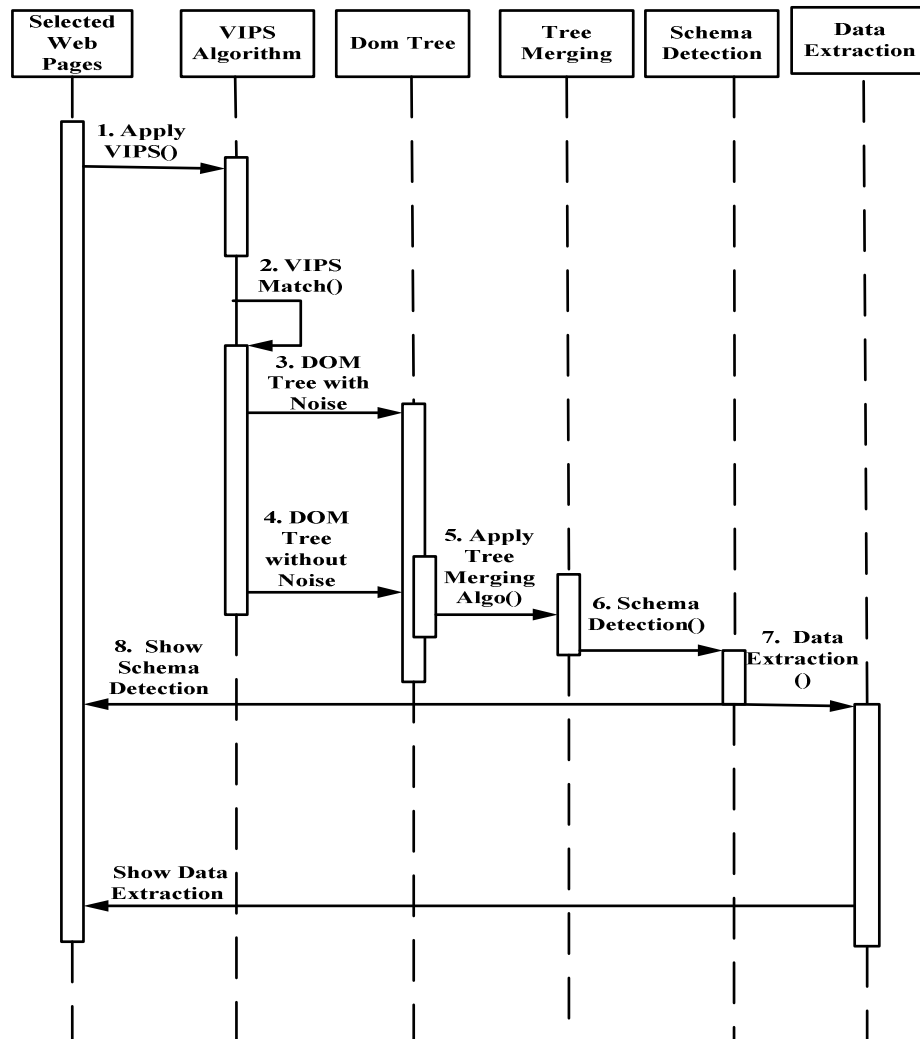 Selected
Web
Pages
VIPS
Algorithm
Dom Tree
Tree
Merging
Schema
Detection
Data
Extraction
1. Apply
VIPS()
2. VIPS
Match()
3. DOM
Tree with
Noise
4. DOM
Tree
without
Noise
5. Apply
Tree
Merging
Algo()
6. Schema
Detection()
7. Data
Extraction
()
8. Show
Schema
Detection
Show Data
Extraction